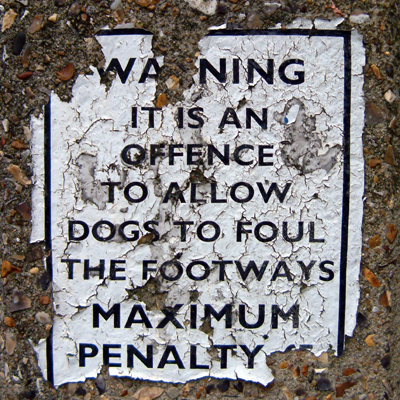 WA NING
IT IS AN
OFFENCE
TO ALLOW
DOGS TO FOUL
THE FOOTWAYS
MAXIMUM
PENALTY